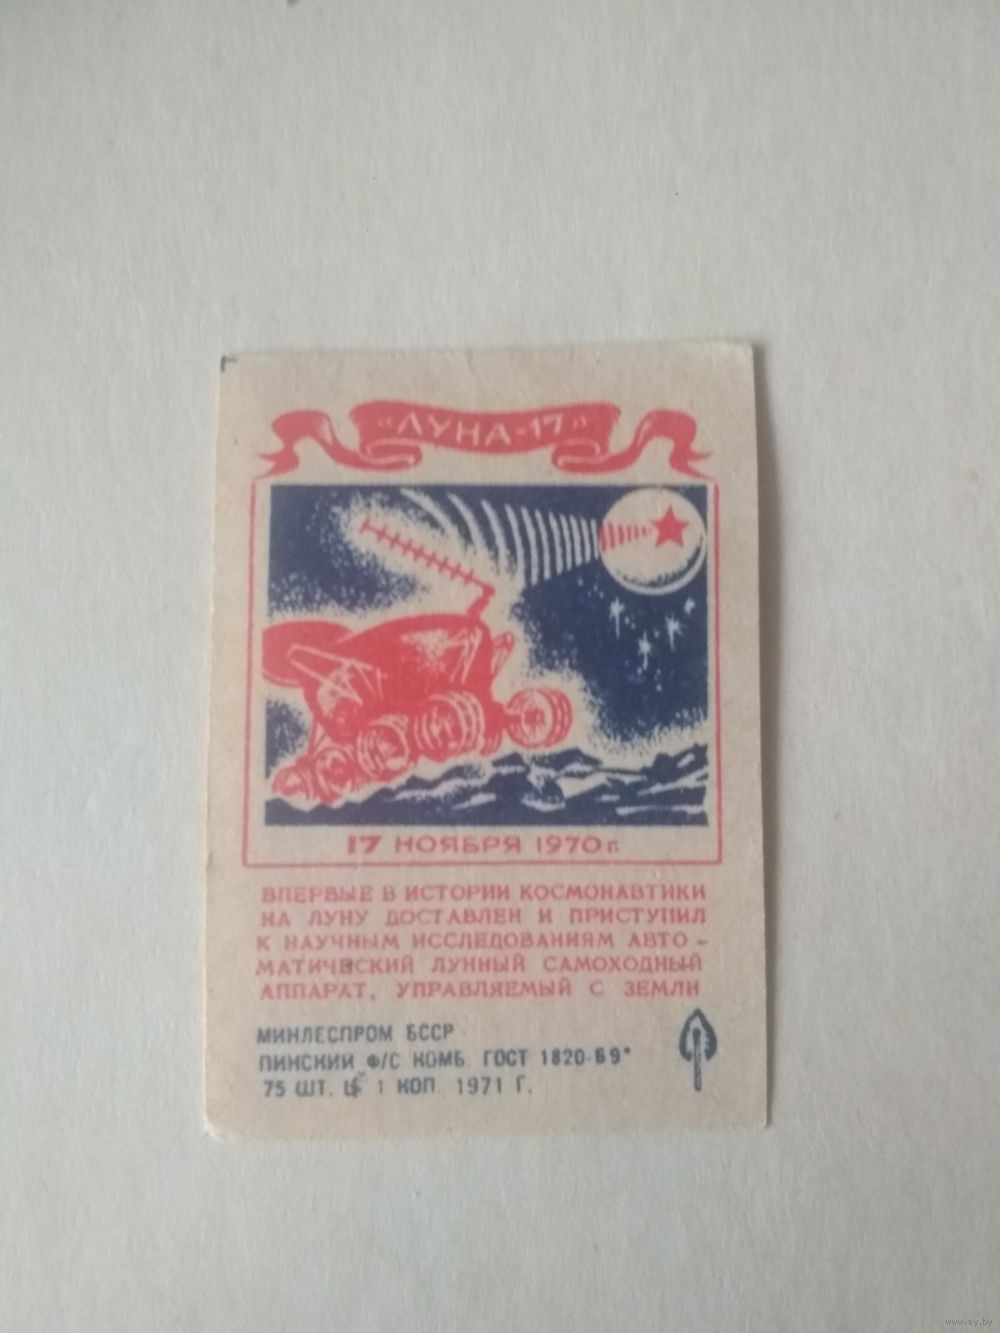 «ЛУНА-17»
17 НОЯБРЯ 1970 г.
ВПЕРВЫЕ В ИСТОРИИ КОСМОНАВТИКИ
НА ЛУНУ ДОСТАВЛЕН И ПРИСТУПИЛ
К НАУЧНЫМ ИССЛЕДОВАНИЯМ АВТО-
МАТИЧЕСКИЙ ЛУННЫЙ САМОХОДНЫЙ
АППАРАТ, УПРАВЛЯЕМЫЙ С ЗЕМЛИ
МИНЛЕСПРОМ БССР
ПИНСКИЙ Ф/С КОМБ. ГОСТ 1820-69*
75 ШТ. Ц. 1 КОП. 1971 Г.
www.ay.by